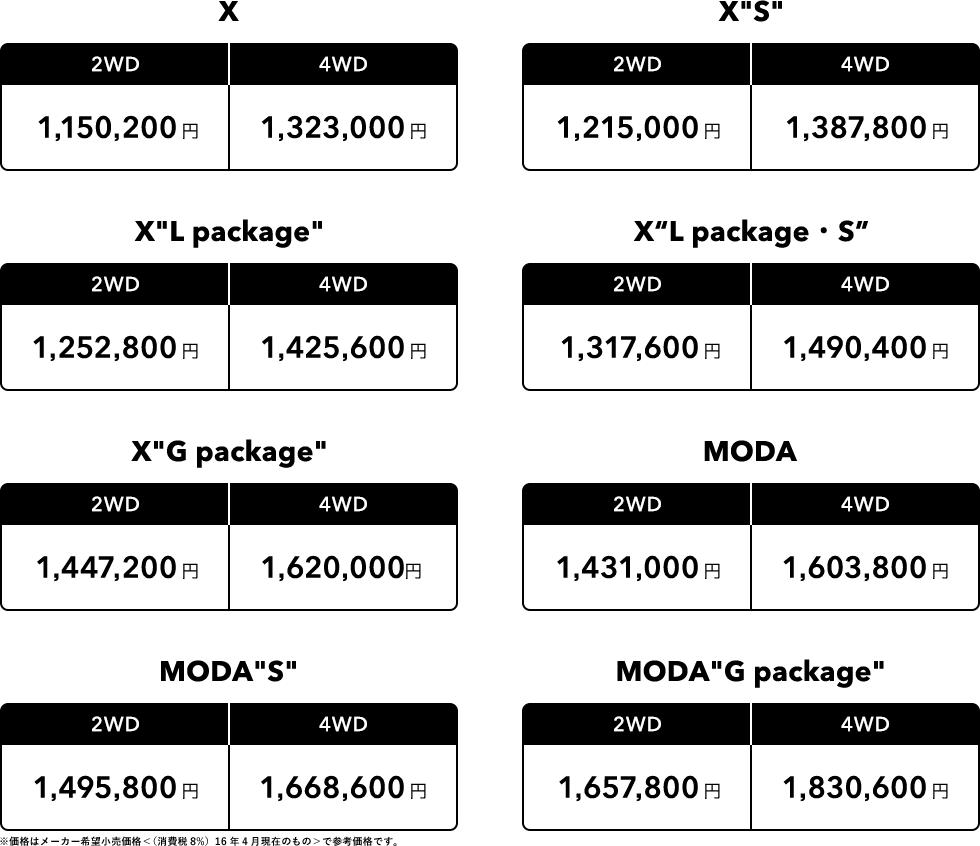 X
2WD 4WD
1,150,200円 1,323,000円
X"S"
2WD 4WD
1,215,000円 1,387,800円
X"L package"
2WD 4WD
1,252,800円 1,425,600円
X“L package・S”
2WD 4WD
1,317,600円 1,490,400円
X"G package"
2WD 4WD
1,447,200円 1,620,000円
MODA
2WD 4WD
1,431,000円 1,603,800円
MODA"S"
2WD 4WD
1,495,800円 1,668,600円
MODA"G package"
2WD 4WD
1,657,800円 1,830,600円
※価格はメーカー希望小売価格＜（消費税 8%） 16 年 4 月現在のもの＞で参考価格です。